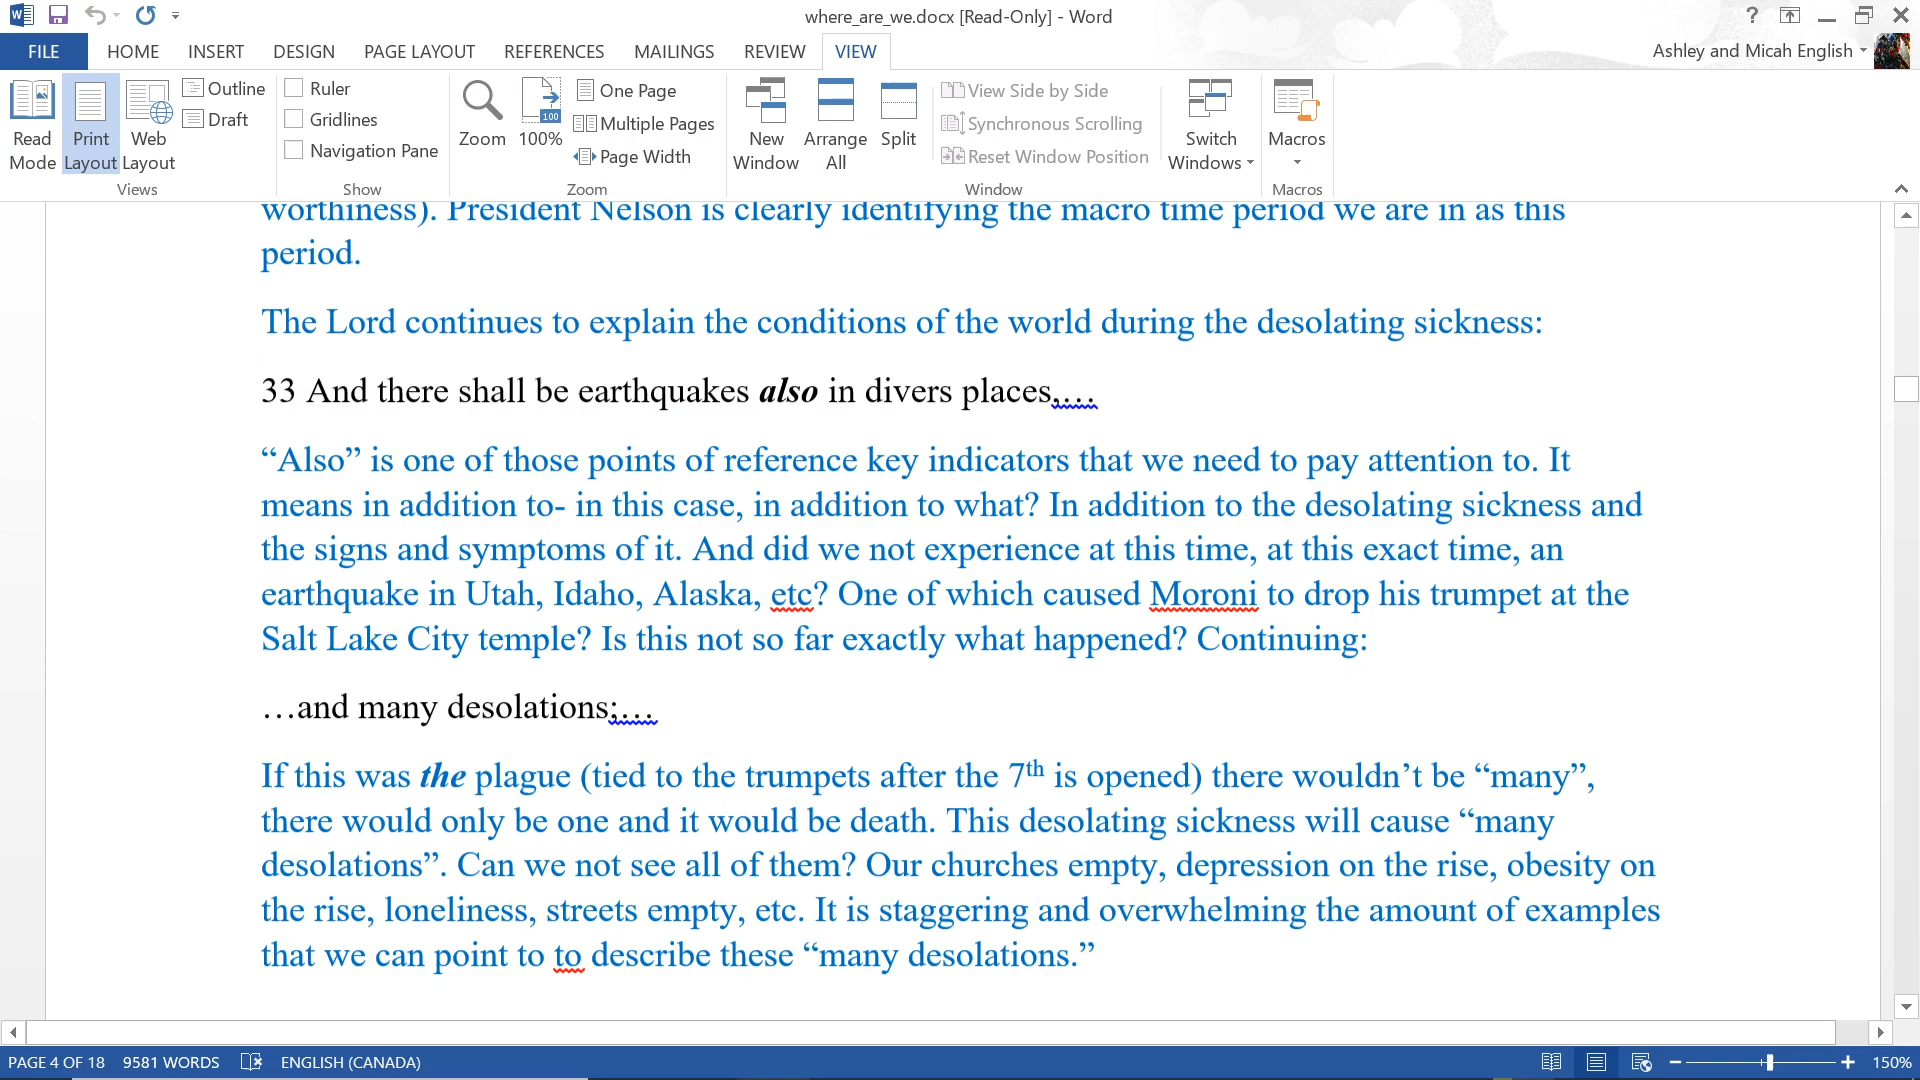 where_are_we.docx [Read-Only] - Word
?
FILE HOME INSERT DESIGN PAGE LAYOUT REFERENCES MAILINGS REVIEW VIEW Ashley and Micah English
Read Mode
Print Layout
Web Layout
Outline
Draft
Views
Ruler
Gridlines
Navigation Pane
Show
Zoom
100
100%
One Page
Multiple Pages
Page Width
Zoom
New Window
Arrange All
Split
View Side by Side
Synchronous Scrolling
Reset Window Position
Window
Switch Windows
Macros
Macros
worthiness). President Nelson is clearly identifying the macro time period we are in as this
period.
The Lord continues to explain the conditions of the world during the desolating sickness:
33 And there shall be earthquakes also in divers places,…
“Also” is one of those points of reference key indicators that we need to pay attention to. It
means in addition to- in this case, in addition to what? In addition to the desolating sickness and
the signs and symptoms of it. And did we not experience at this time, at this exact time, an
earthquake in Utah, Idaho, Alaska, etc? One of which caused Moroni to drop his trumpet at the
Salt Lake City temple? Is this not so far exactly what happened? Continuing:
…and many desolations;…
If this was the plague (tied to the trumpets after the 7th is opened) there wouldn’t be “many”,
there would only be one and it would be death. This desolating sickness will cause “many
desolations”. Can we not see all of them? Our churches empty, depression on the rise, obesity on
the rise, loneliness, streets empty, etc. It is staggering and overwhelming the amount of examples
that we can point to to describe these “many desolations.”
PAGE 4 OF 18 9581 WORDS ENGLISH (CANADA) 150%